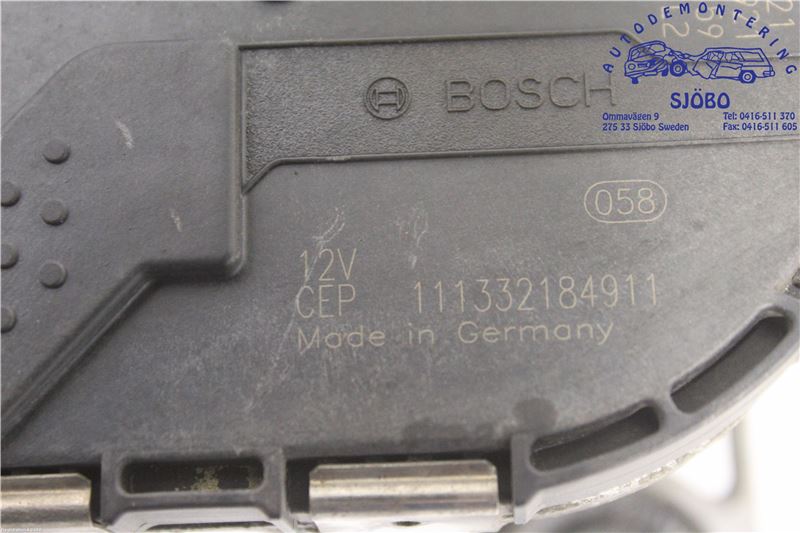 AUTODEMONTERING
SJÖBO
Ommavägen 9
Tel: 0416-511 370
275 33 Sjöbo Sweden
Fax: 0416-511 605
BOSCH
058
12V
CEP 111332184911
Made in Germany